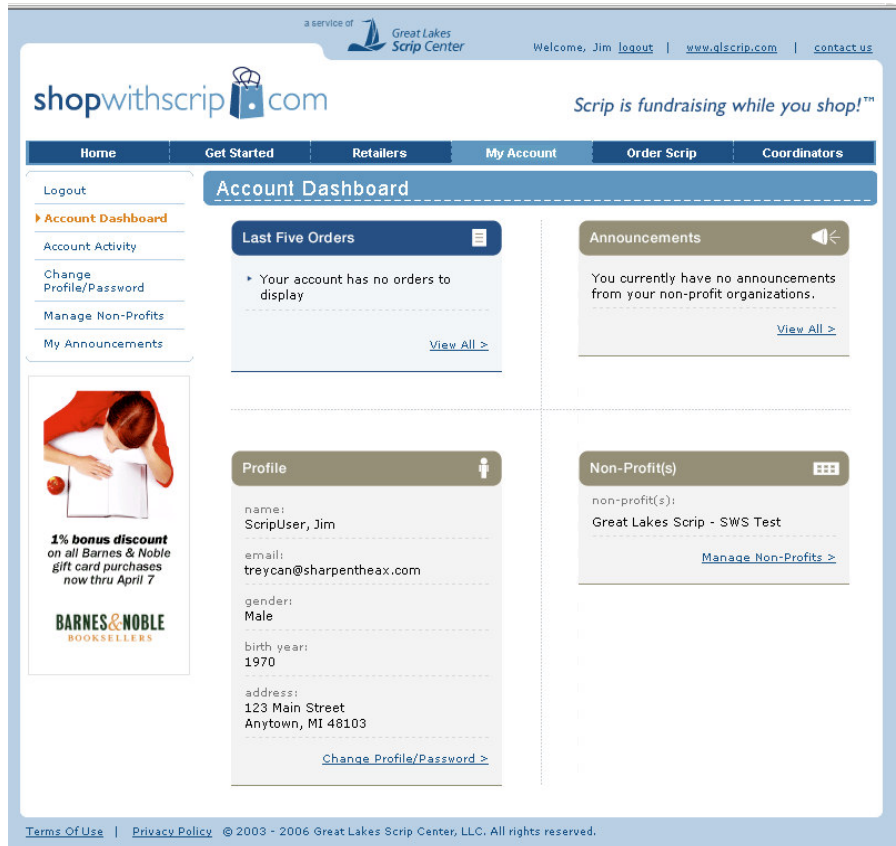 a service of
Great Lakes
Scrip Center
Welcome, Jim logout | www.glscrip.com | contact us
shopwithscrip com
Scrip is fundraising while you shop!™
Home Get Started Retailers My Account Order Scrip Coordinators
Logout
Account Dashboard
Account Activity
Change
Profile/Password
Manage Non-Profits
My Announcements
1% bonus discount
on all Barnes & Noble
gift card purchases
now thru April 7
BARNES&NOBLE
BOOKSELLERS
Account Dashboard
Last Five Orders
Your account has no orders to
display
View All >
Announcements
You currently have no announcements
from your non-profit organizations.
View All >
Profile
name:
ScripUser, Jim
email:
treycan@sharpentheax.com
gender:
Male
birth year:
1970
address:
123 Main Street
Anytown, MI 48103
Change Profile/Password >
Non-Profit(s)
non-profit(s):
Great Lakes Scrip - SWS Test
Manage Non-Profits >
Terms Of Use | Privacy Policy © 2003 - 2006 Great Lakes Scrip Center, LLC. All rights reserved.